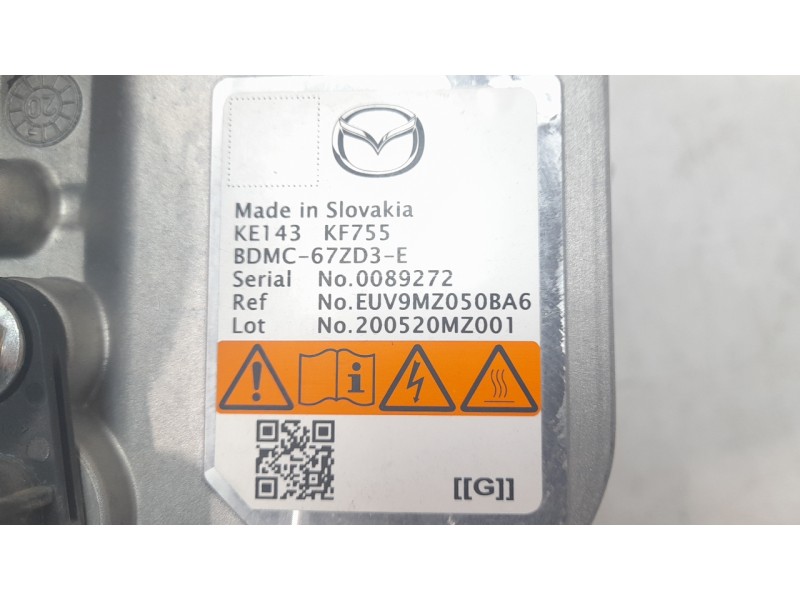 Made in Slovakia
KE143 KF755
BDMC-67ZD3-E
Serial No.0089272
Ref No.EUV9MZ050BA6
Lot No.200520MZ001
[[G]]